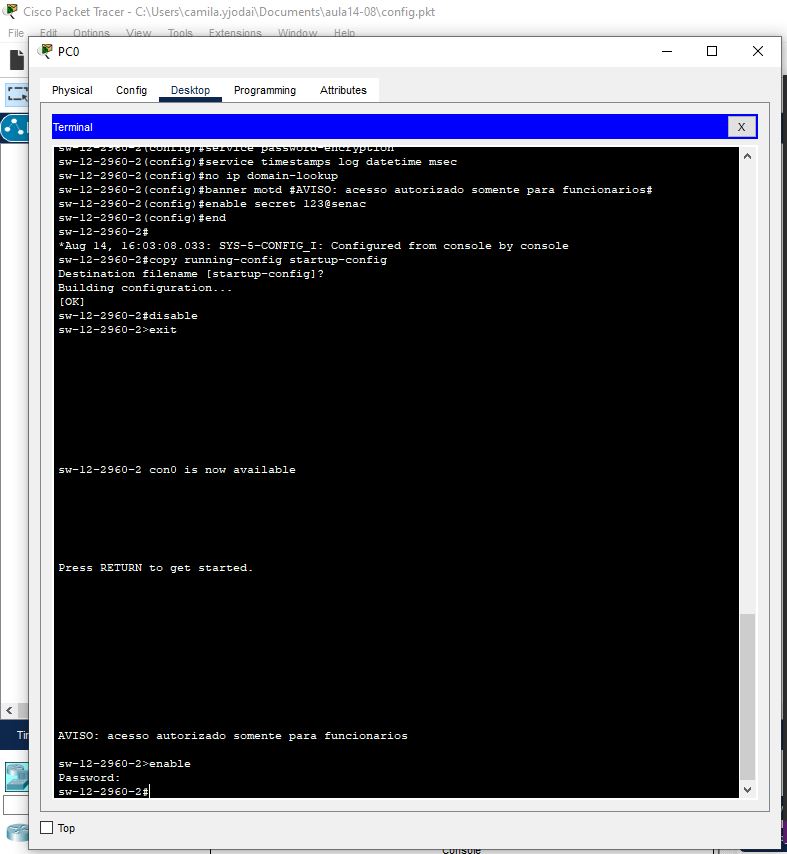 Cisco Packet Tracer - C:\Users\camila.yjodai\Documents\aula14-08\config.pkt
File Edit Options View Tools Extensions Window Help
PC0
Physical Config Desktop Programming Attributes
Terminal X
sw-12-2960-2(config)#service password-encryption
sw-12-2960-2(config)#service timestamps log datetime msec
sw-12-2960-2(config)#no ip domain-lookup
sw-12-2960-2(config)#banner motd #AVISO: acesso autorizado somente para funcionarios#
sw-12-2960-2(config)#enable secret 123@senac
sw-12-2960-2(config)#end
sw-12-2960-2#
*Aug 14, 16:03:08.033: SYS-5-CONFIG_I: Configured from console by console
sw-12-2960-2#copy running-config startup-config
Destination filename [startup-config]?
Building configuration...
[OK]
sw-12-2960-2#disable
sw-12-2960-2>exit
sw-12-2960-2 con0 is now available
Press RETURN to get started.
AVISO: acesso autorizado somente para funcionarios
sw-12-2960-2>enable
Password:
sw-12-2960-2#
Top
Console